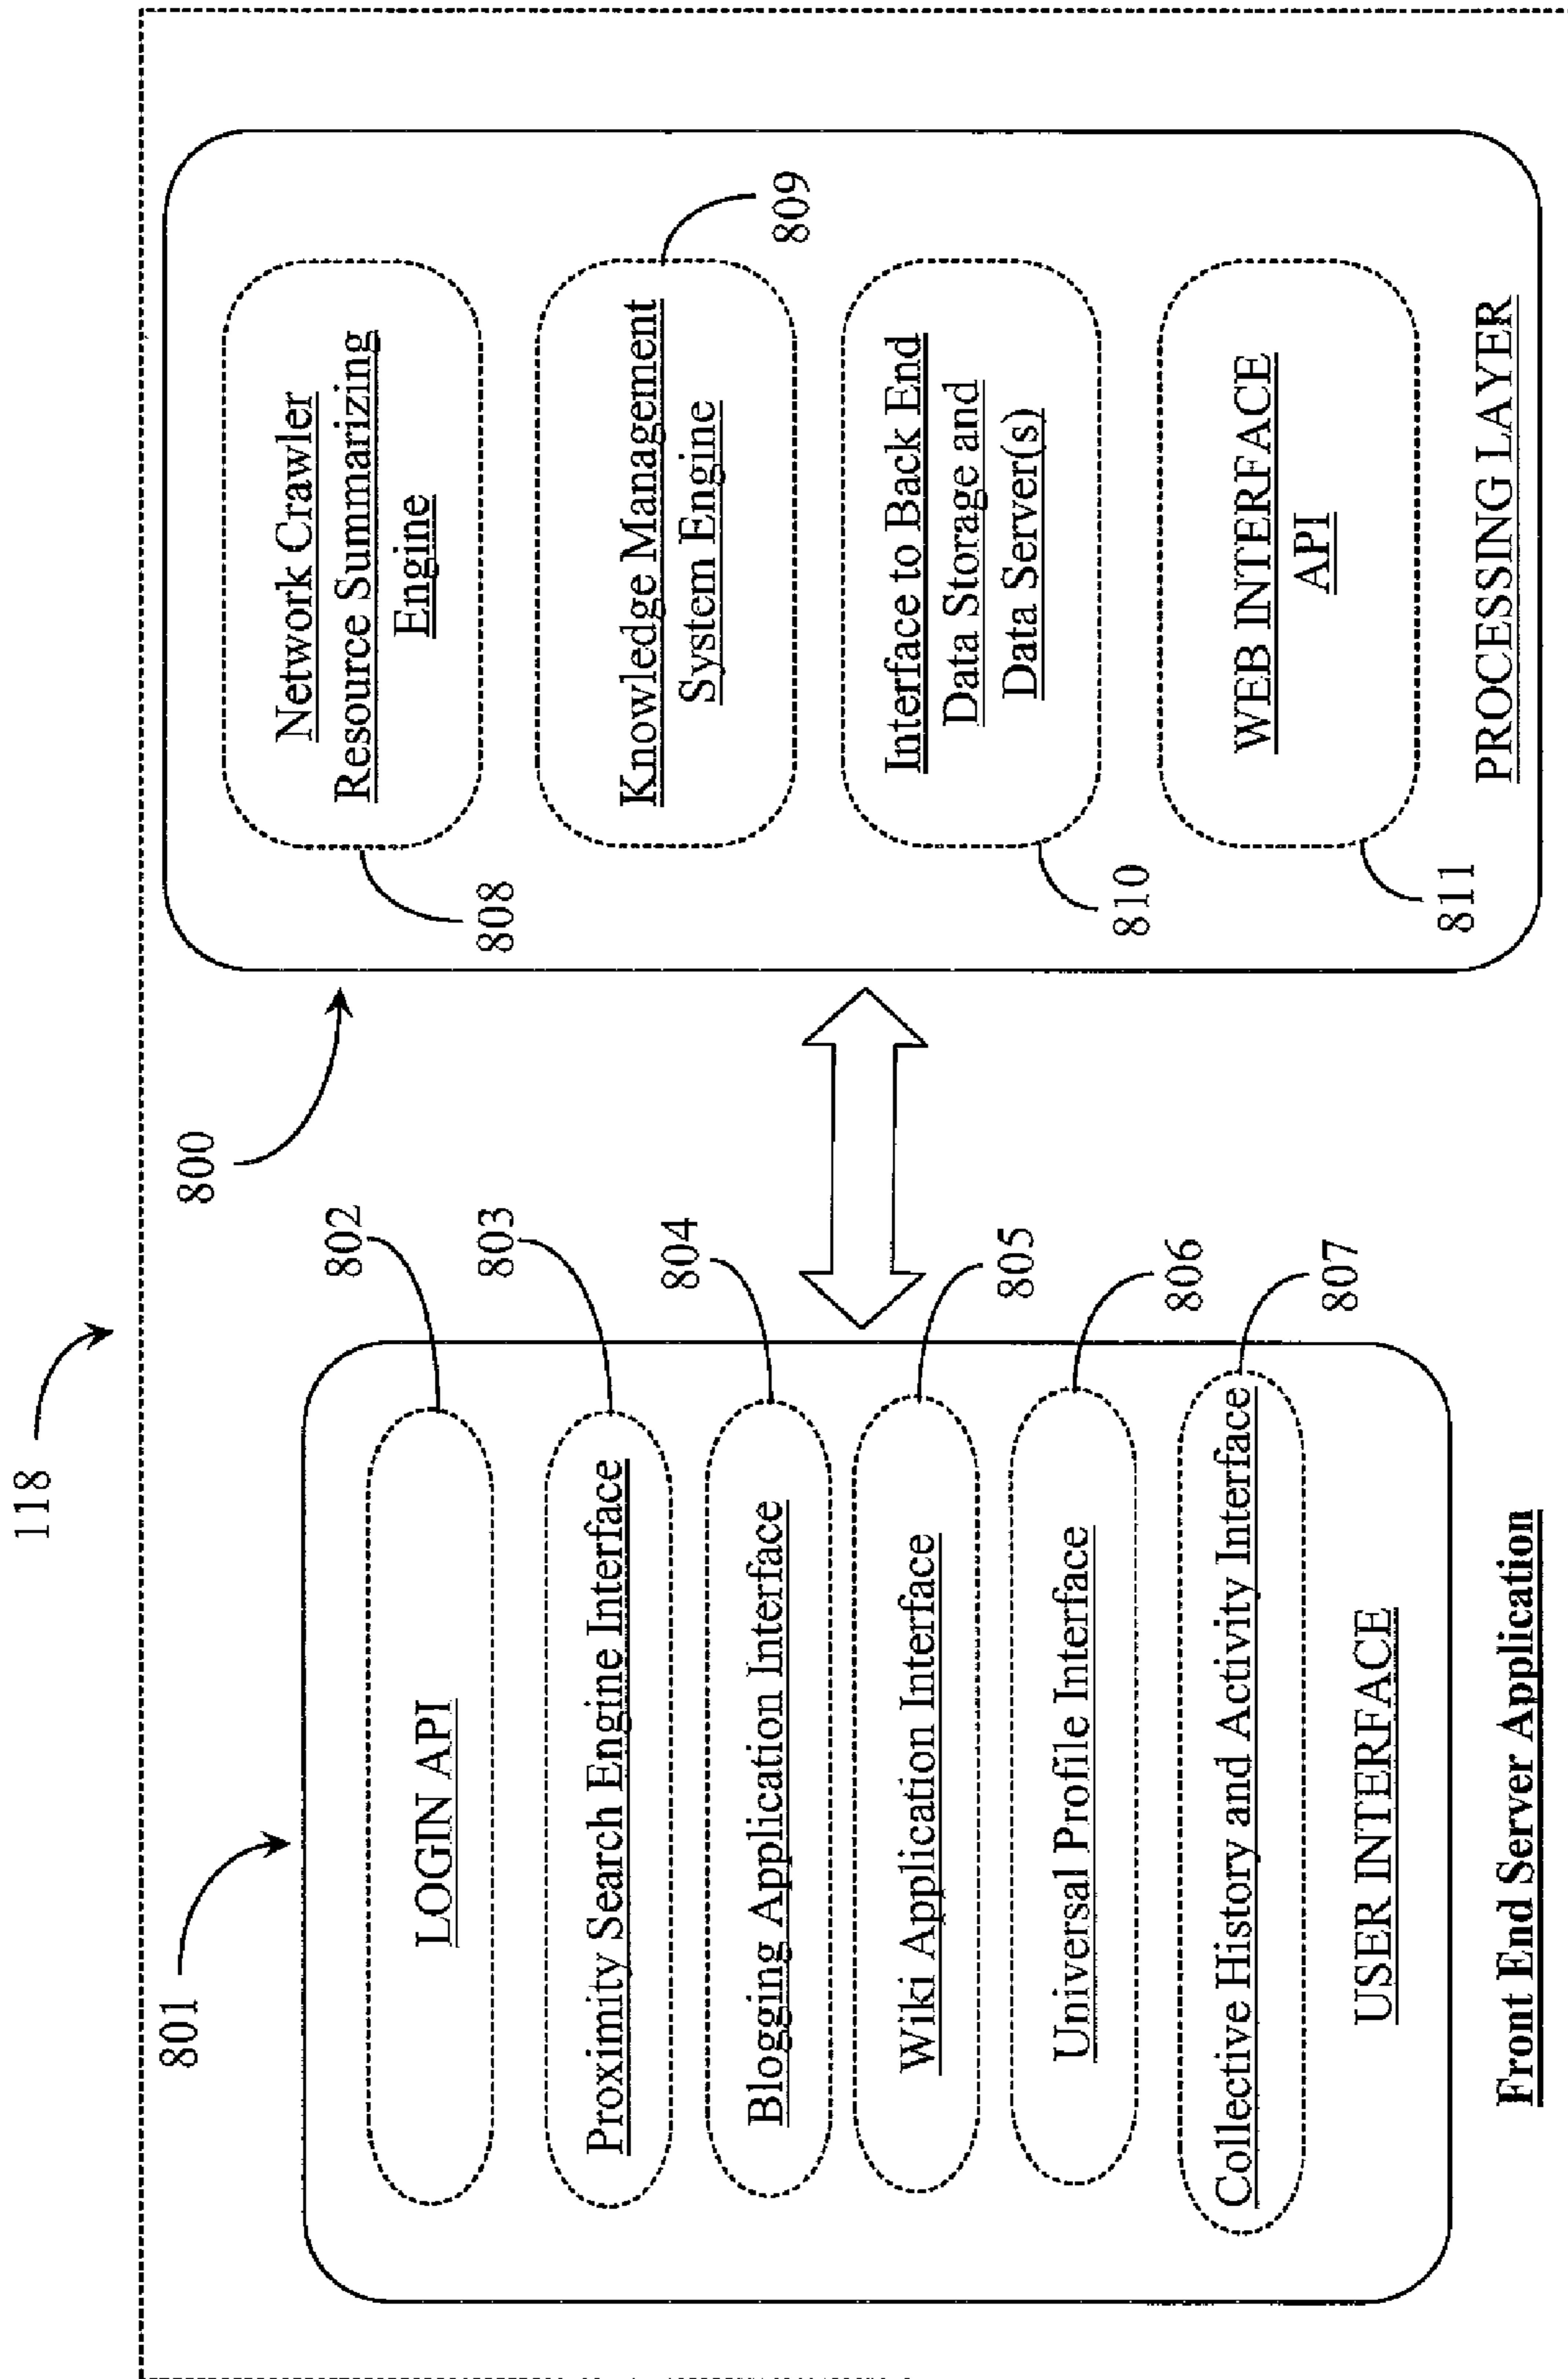 118
801
LOGIN API
802
Proximity Search Engine Interface
803
Blogging Application Interface
804
Wiki Application Interface
805
Universal Profile Interface
806
Collective History and Activity Interface
807
USER INTERFACE
Front End Server Application
800
Network Crawler
Resource Summarizing
Engine
808
Knowledge Management
System Engine
809
Interface to Back End
Data Storage and
Data Server(s)
810
WEB INTERFACE
API
811
PROCESSING LAYER